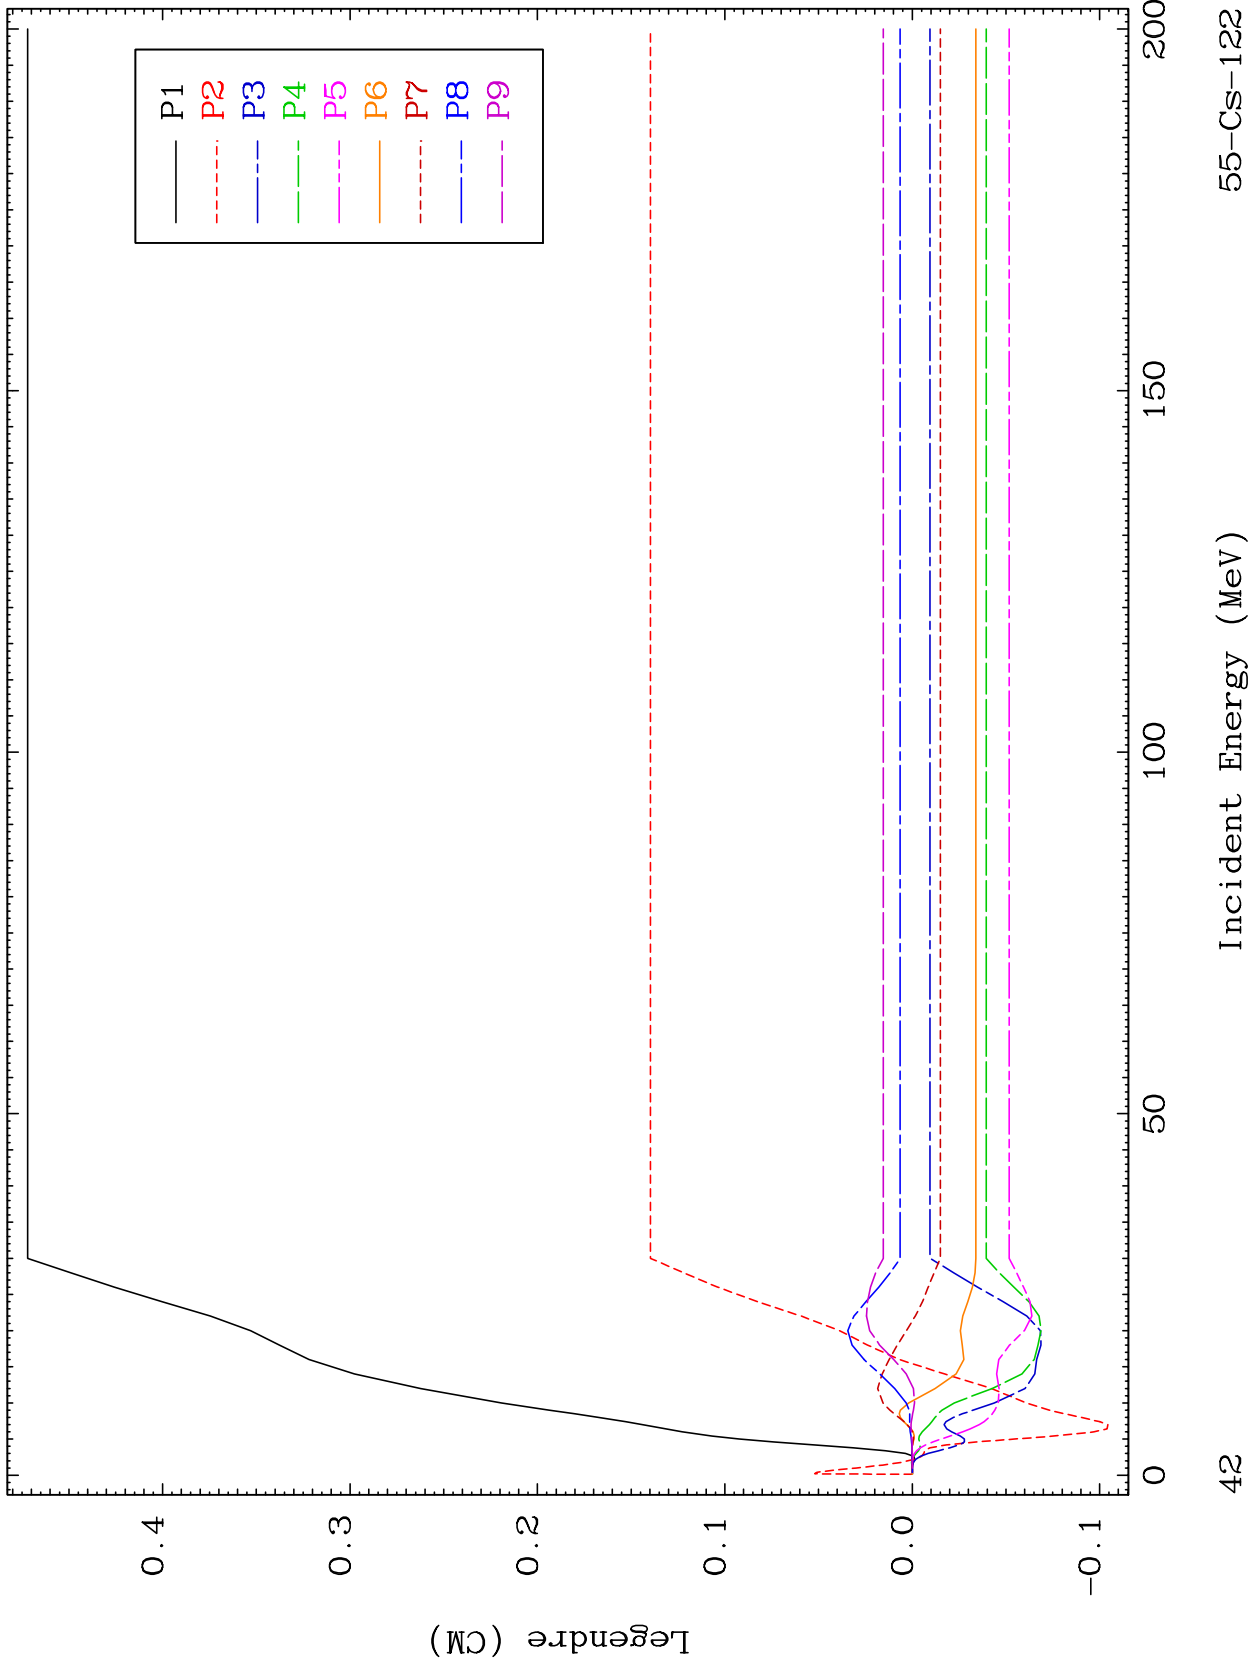 P1
P2
P3
P4
P5
P6
P7
P8
P9
Legendre (CM)
0.4
0.3
0.2
0.1
0.0
-0.1
0
50
100
150
200
42
Incident Energy (MeV)
55-Cs-122